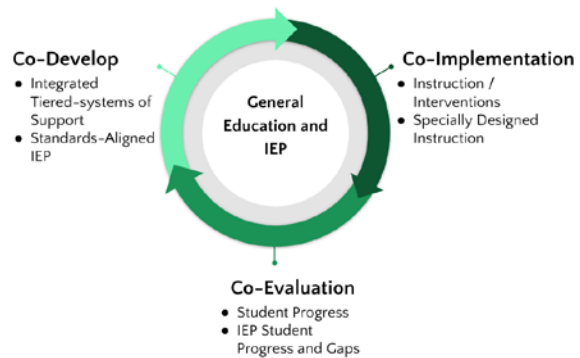 Co-Develop
● Integrated
Tiered-systems of
Support
● Standards-Aligned
IEP
General
Education and
IEP
Co-Implementation
● Instruction /
Interventions
● Specially Designed
Instruction
Co-Evaluation
● Student Progress
● IEP Student
Progress and Gaps